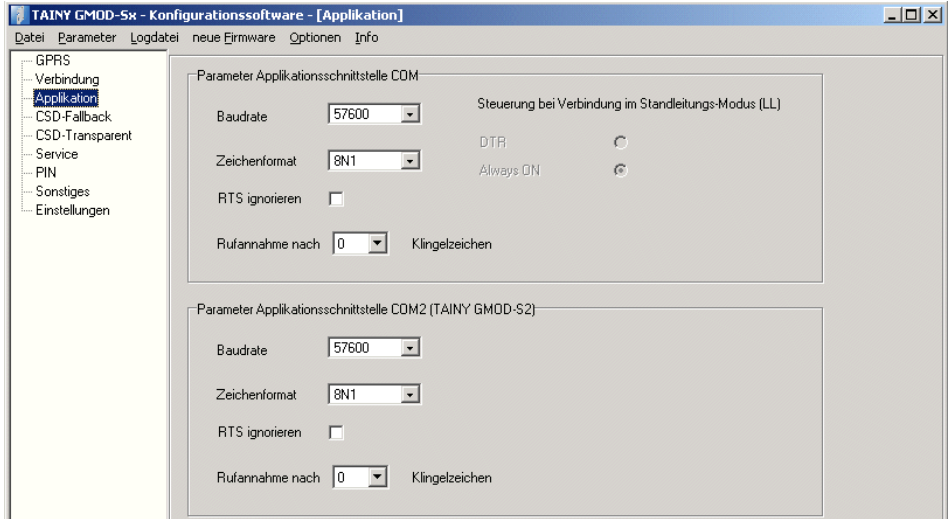 TAINY GMOD-Sx - Konfigurationssoftware - [Applikation]
Datei Parameter Logdatei neue Firmware Optionen Info
GPRS
Verbindung
Applikation
CSD-Fallback
CSD-Transparent
Service
PIN
Sonstiges
Einstellungen
Parameter Applikationsschnittstelle COM
Baudrate 57600
Zeichenformat 8N1
RTS ignorieren
Rufannahme nach 0 Klingelzeichen
Steuerung bei Verbindung im Standleitungs-Modus (LL)
DTR
Always ON
Parameter Applikationsschnittstelle COM2 (TAINY GMOD-S2)
Baudrate 57600
Zeichenformat 8N1
RTS ignorieren
Rufannahme nach 0 Klingelzeichen